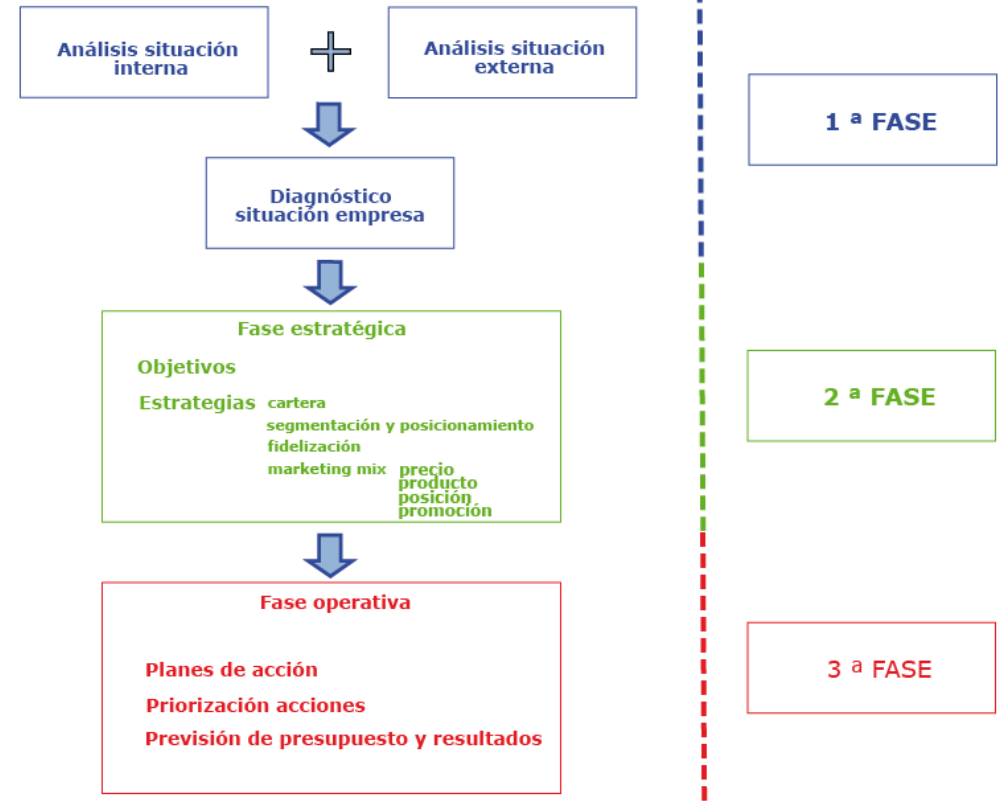 Análisis situación
interna
Análisis situación
externa
1 ª FASE
Diagnóstico
situación empresa
Fase estratégica
Objetivos
Estrategias cartera
segmentación y posicionamiento
fidelización
marketing mix precio
producto
posición
promoción
2 ª FASE
Fase operativa
Planes de acción
Priorización acciones
Previsión de presupuesto y resultados
3 ª FASE